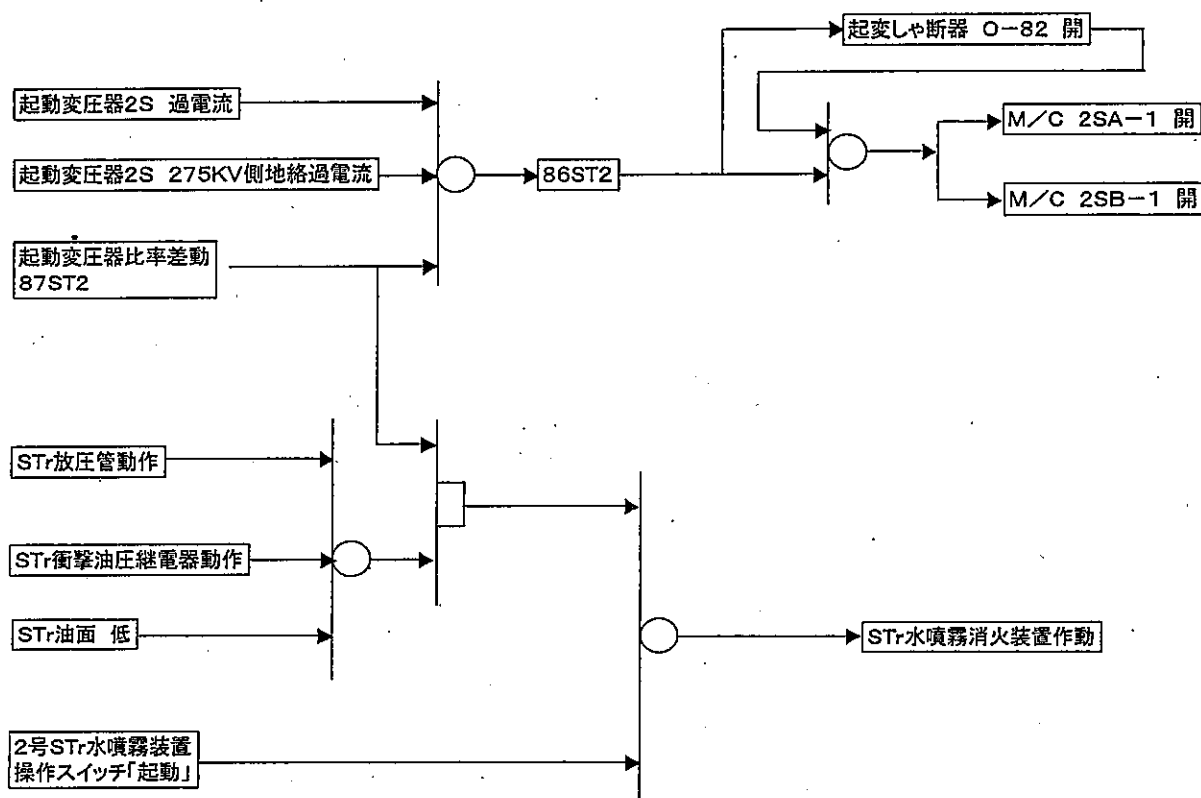 起変しゃ断器 O-82 開
起動変圧器2S 過電流
M/C 2SA-1 開
起動変圧器2S 275KV側地絡過電流
86ST2
M/C 2SB-1 開
起動変圧器比率差動
87ST2
STr放圧管動作
STr衝撃油圧継電器動作
STr油面 低
STr水噴霧消火装置作動
2号STr水噴霧装置
操作スイッチ「起動」